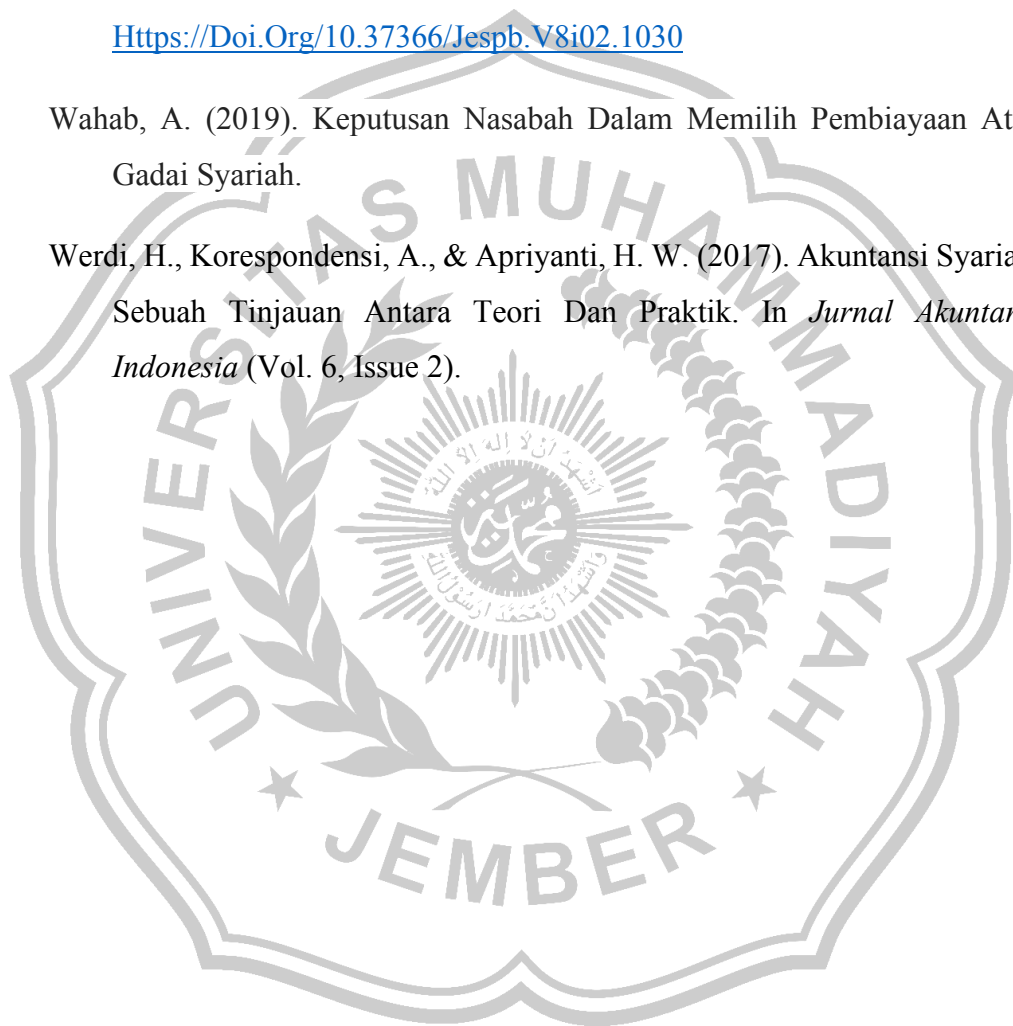 Https://Doi.Org/10.37366/Jespb.V8i02.1030
Wahab, A. (2019). Keputusan Nasabah Dalam Memilih Pembiayaan At
Gadai Syariah.
Werdi, H., Korespondensi, A., & Apriyanti, H. W. (2017). Akuntansi Syaria
Sebuah Tinjauan Antara Teori Dan Praktik. In Jurnal Akuntan
Indonesia (Vol. 6, Issue 2).
UNIVERSITAS MUHAMMADIYAH
JEMBER